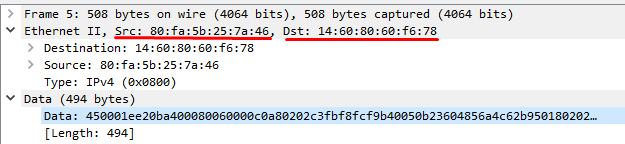 Frame 5: 508 bytes on wire (4064 bits), 508 bytes captured (4064 bits)
Ethernet II, Src: 80:fa:5b:25:7a:46, Dst: 14:60:80:60:f6:78
Destination: 14:60:80:60:f6:78
Source: 80:fa:5b:25:7a:46
Type: IPv4 (0x0800)
Data (494 bytes)
Data: 450001ee20ba400080060000c0a80202c3fbf8fcf9b40050b23604856a4c62b950180202…
[Length: 494]